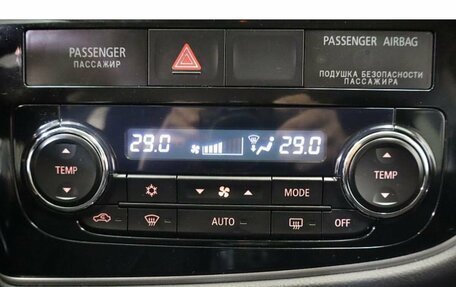 PASSENGER
ПАССАЖИР
PASSENGER AIRBAG
ПОДУШКА БЕЗОПАСНОСТИ
ПАССАЖИРА
29.0
29.0
TEMP
TEMP
MODE
AUTO
OFF